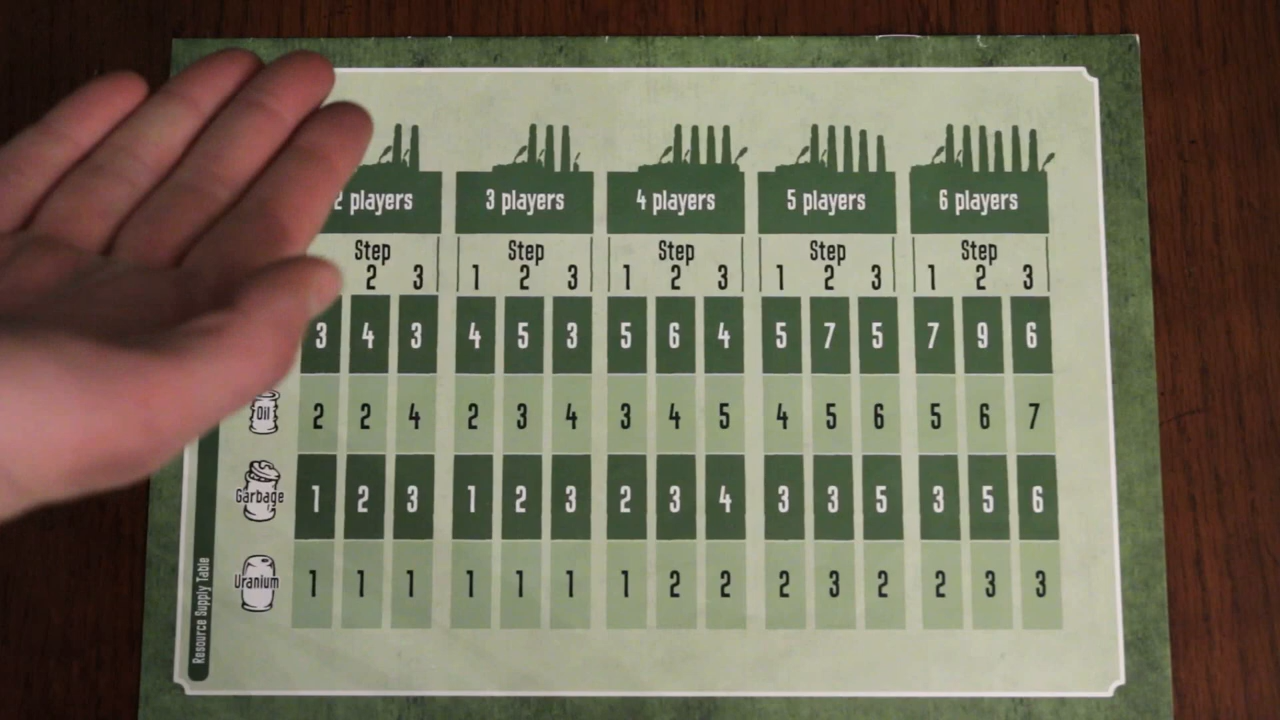 2 players 3 players 4 players 5 players 6 players
Step Step Step Step Step
2 3 1 2 3 1 2 3 1 2 3 1 2 3
3 4 3 4 5 3 5 6 4 5 7 5 7 9 6
Oil 2 2 4 2 3 4 3 4 5 4 5 6 5 6 7
Garbage 1 2 3 1 2 3 2 3 4 3 3 5 3 5 6
Uranium 1 1 1 1 1 1 1 2 2 2 3 2 2 3 3
Resource Supply Table